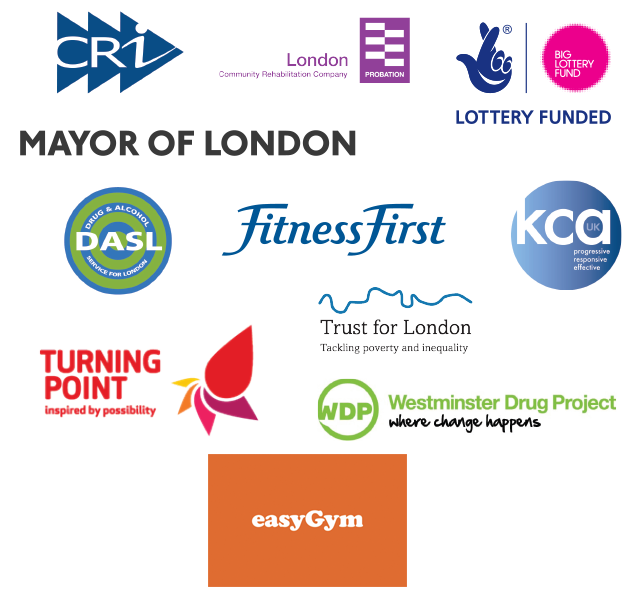 CRi
London
Community Rehabilitation Company
PROBATION
®
BIG
LOTTERY
FUND
LOTTERY FUNDED
MAYOR OF LONDON
DRUG & ALCOHOL
DASL
SERVICE FOR LONDON
FitnessFirst
kca
UK
progressive
responsive
effective
Trust for London
Tackling poverty and inequality
TURNING
POINT
inspired by possibility
WDP
Westminster Drug Project
where change happens
easyGym